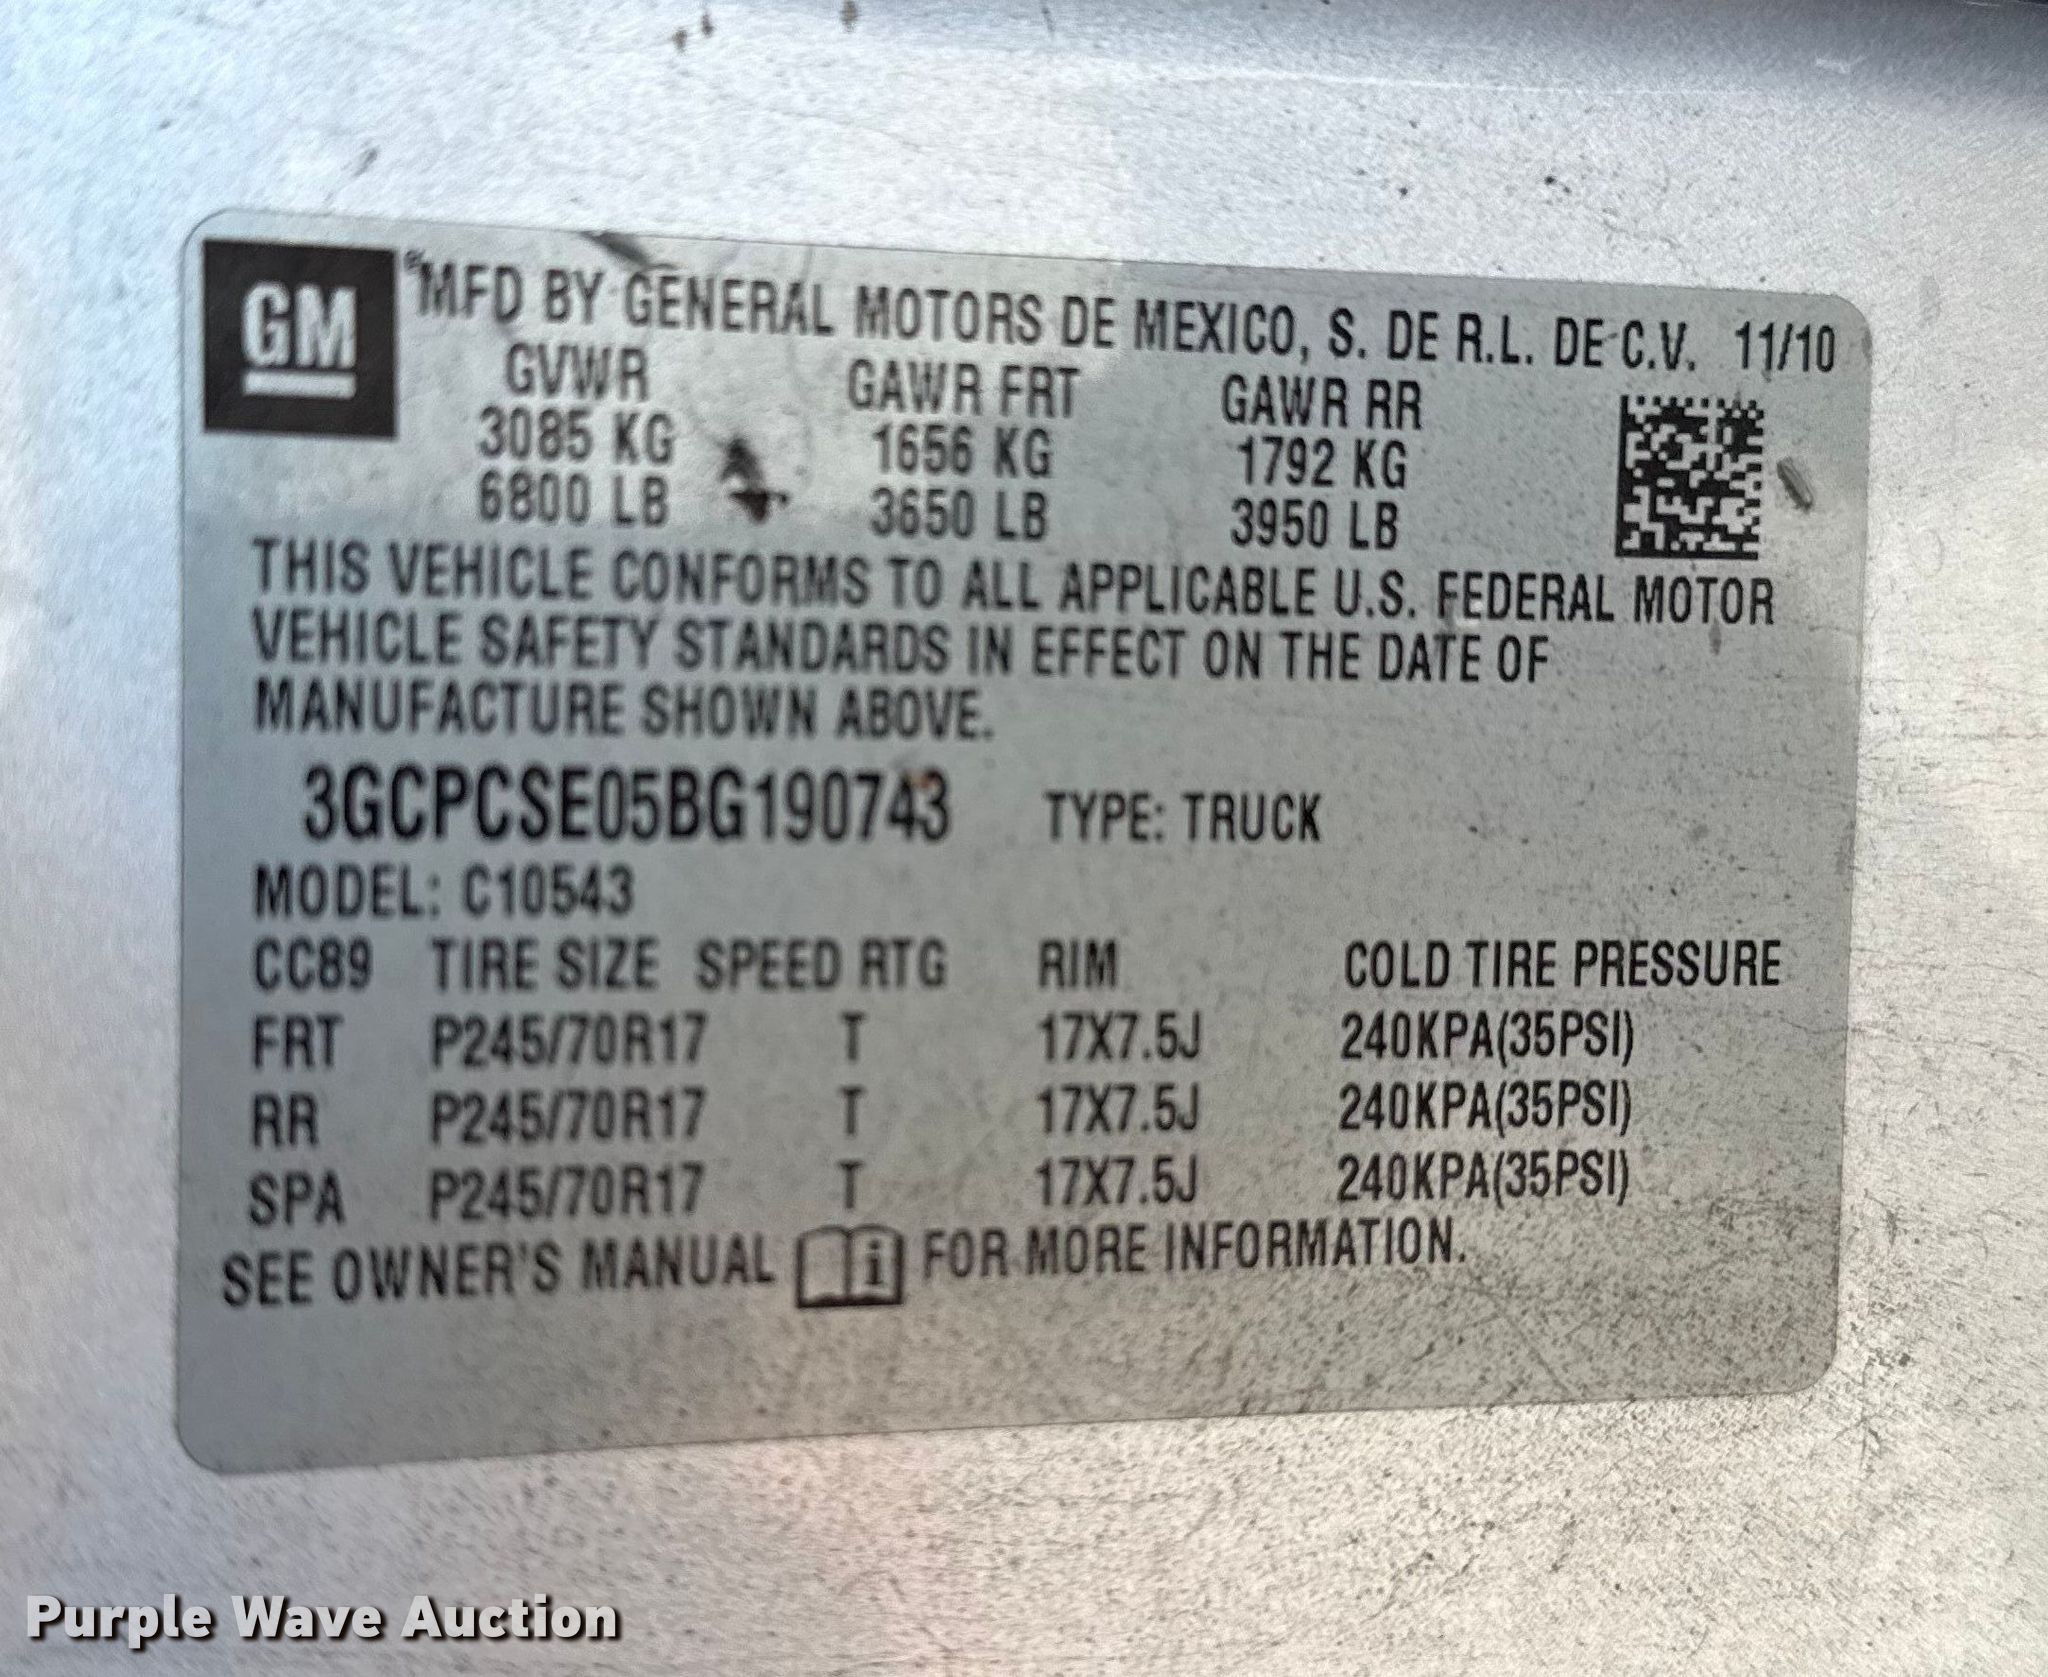 GM
MFD BY GENERAL MOTORS DE MEXICO, S. DE R.L. DE C.V. 11/10
GVWR GAWR FRT GAWR RR
3085 KG 1656 KG 1792 KG
6800 LB 3650 LB 3950 LB
THIS VEHICLE CONFORMS TO ALL APPLICABLE U.S. FEDERAL MOTOR
VEHICLE SAFETY STANDARDS IN EFFECT ON THE DATE OF
MANUFACTURE SHOWN ABOVE.
3GCPCSE05BG190743 TYPE: TRUCK
MODEL: C10543
CC89 TIRE SIZE SPEED RTG RIM COLD TIRE PRESSURE
FRT P245/70R17 T 17X7.5J 240KPA(35PSI)
RR P245/70R17 T 17X7.5J 240KPA(35PSI)
SPA P245/70R17 T 17X7.5J 240KPA(35PSI)
SEE OWNER'S MANUAL i FOR MORE INFORMATION.
Purple Wave Auction